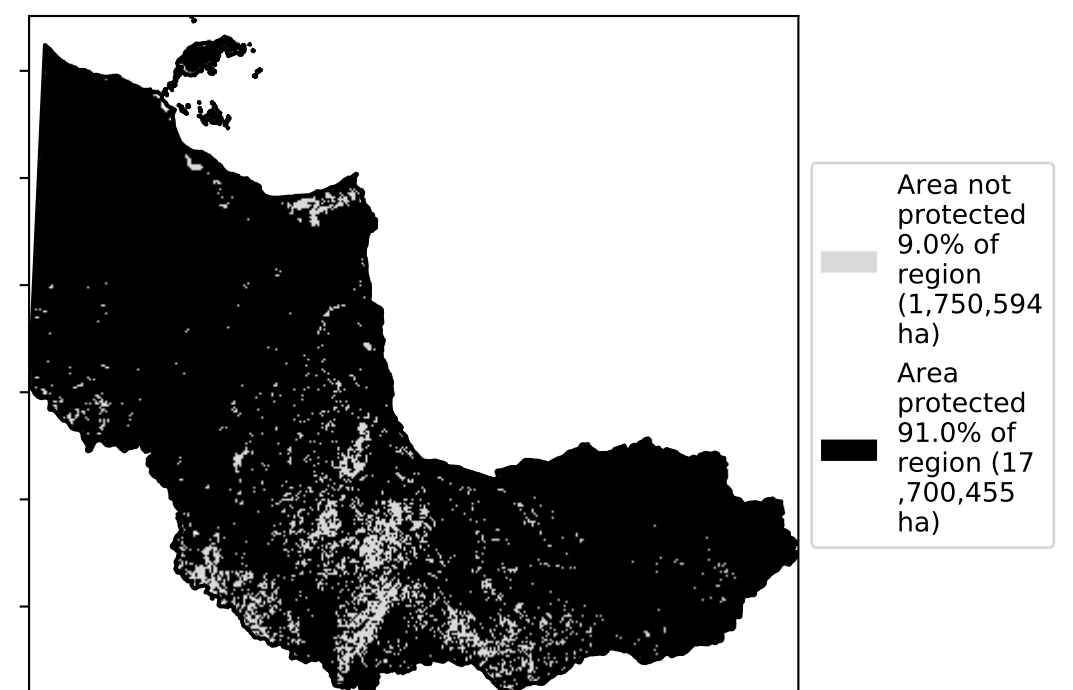 Area not
protected
9.0% of
region
(1,750,594
ha)
Area
protected
91.0% of
region (17
,700,455
ha)